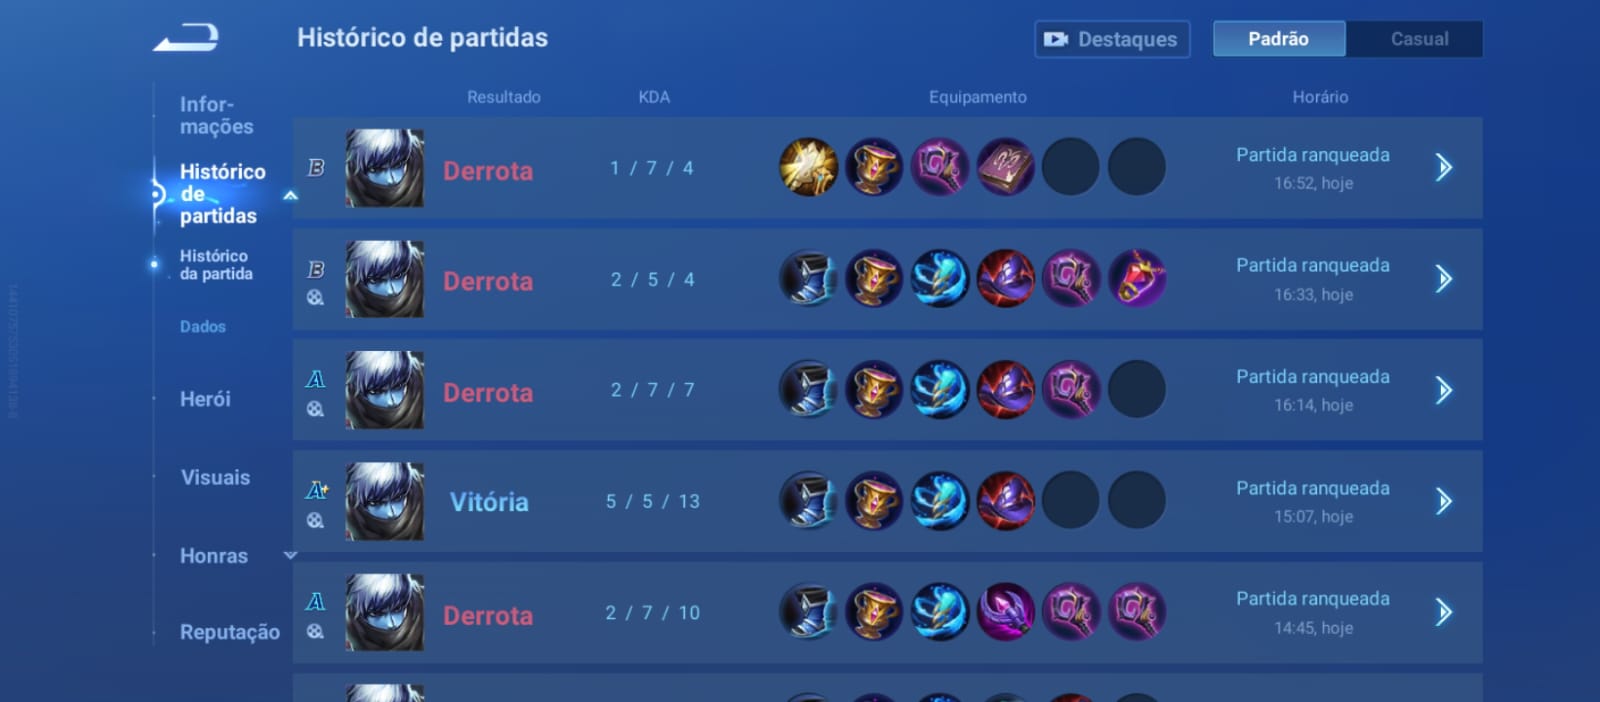 Histórico de partidas
Destaques
Padrão
Casual
Resultado
KDA
Equipamento
Horário
Infor-
mações
Histórico
de
partidas
Histórico
da partida
Dados
Herói
Visuais
Honras
Reputação
B
Derrota
1 / 7 / 4
Partida ranqueada
16:52, hoje
B
Derrota
2 / 5 / 4
Partida ranqueada
16:33, hoje
A
Derrota
2 / 7 / 7
Partida ranqueada
16:14, hoje
A+
Vitória
5 / 5 / 13
Partida ranqueada
15:07, hoje
A
Derrota
2 / 7 / 10
Partida ranqueada
14:45, hoje